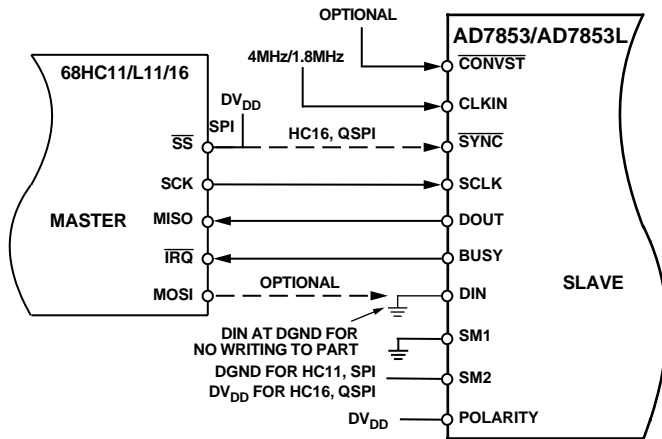 OPTIONAL
AD7853/AD7853L
68HC11/L11/16
4MHz/1.8MHz
CONVST
DVDD
CLKIN
SPI
SS
HC16, QSPI
SYNC
SCK
SCLK
MASTER
MISO
DOUT
IRQ
BUSY
SLAVE
MOSI
OPTIONAL
DIN
DIN AT DGND FOR
NO WRITING TO PART
SM1
DGND FOR HC11, SPI
DVDD FOR HC16, QSPI
SM2
DVDD
POLARITY